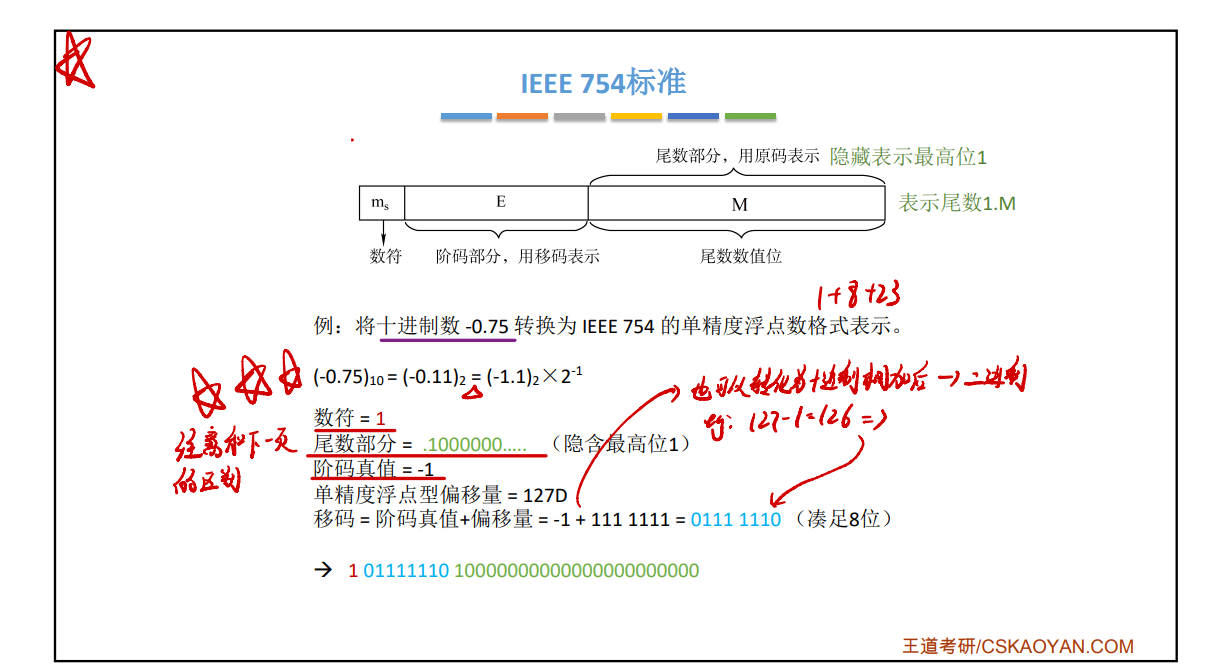 IEEE 754标准
尾数部分，用原码表示 隐藏表示最高位1
mₛ E M 表示尾数1.M
数符 阶码部分，用移码表示 尾数数值位
1+8+23
例：将十进制数 -0.75 转换为 IEEE 754 的单精度浮点数格式表示。
(-0.75)₁₀ = (-0.11)₂ = (-1.1)₂×2⁻¹
也可以转化为十进制相加后→二进制
eg: 127-1=126 =>
数符 = 1
注意和下一页
的区别
尾数部分 = .1000000..... （隐含最高位1）
阶码真值 = -1
单精度浮点型偏移量 = 127D
移码 = 阶码真值+偏移量 = -1 + 111 1111 = 0111 1110 （凑足8位）
→ 1 01111110 10000000000000000000000
王道考研/CSKAOYAN.COM